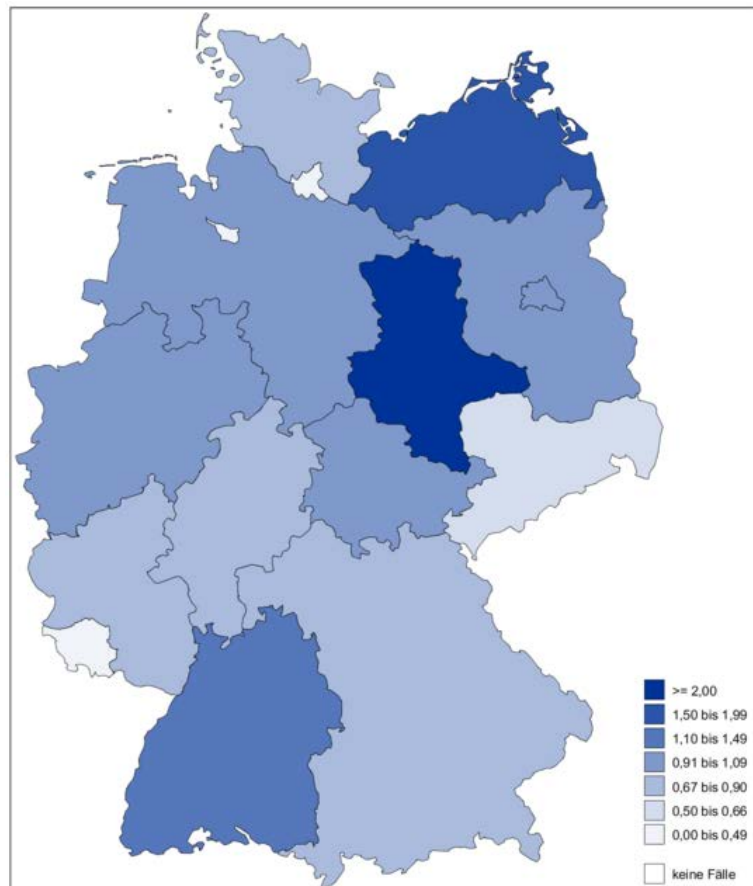 >= 2,00
1,50 bis 1,99
1,10 bis 1,49
0,91 bis 1,09
0,67 bis 0,90
0,50 bis 0,66
0,00 bis 0,49
keine Fälle